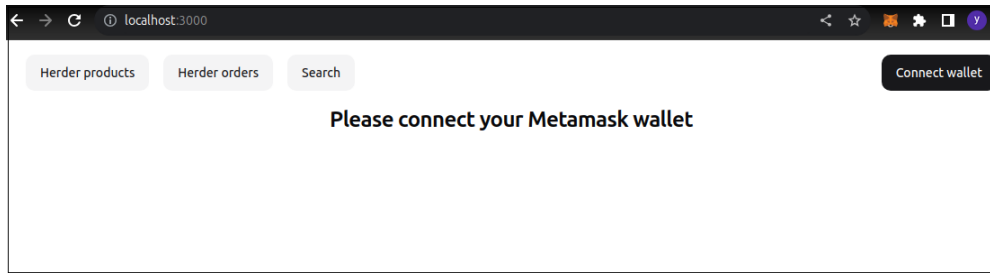 localhost:3000
y
Herder products Herder orders Search Connect wallet
Please connect your Metamask wallet